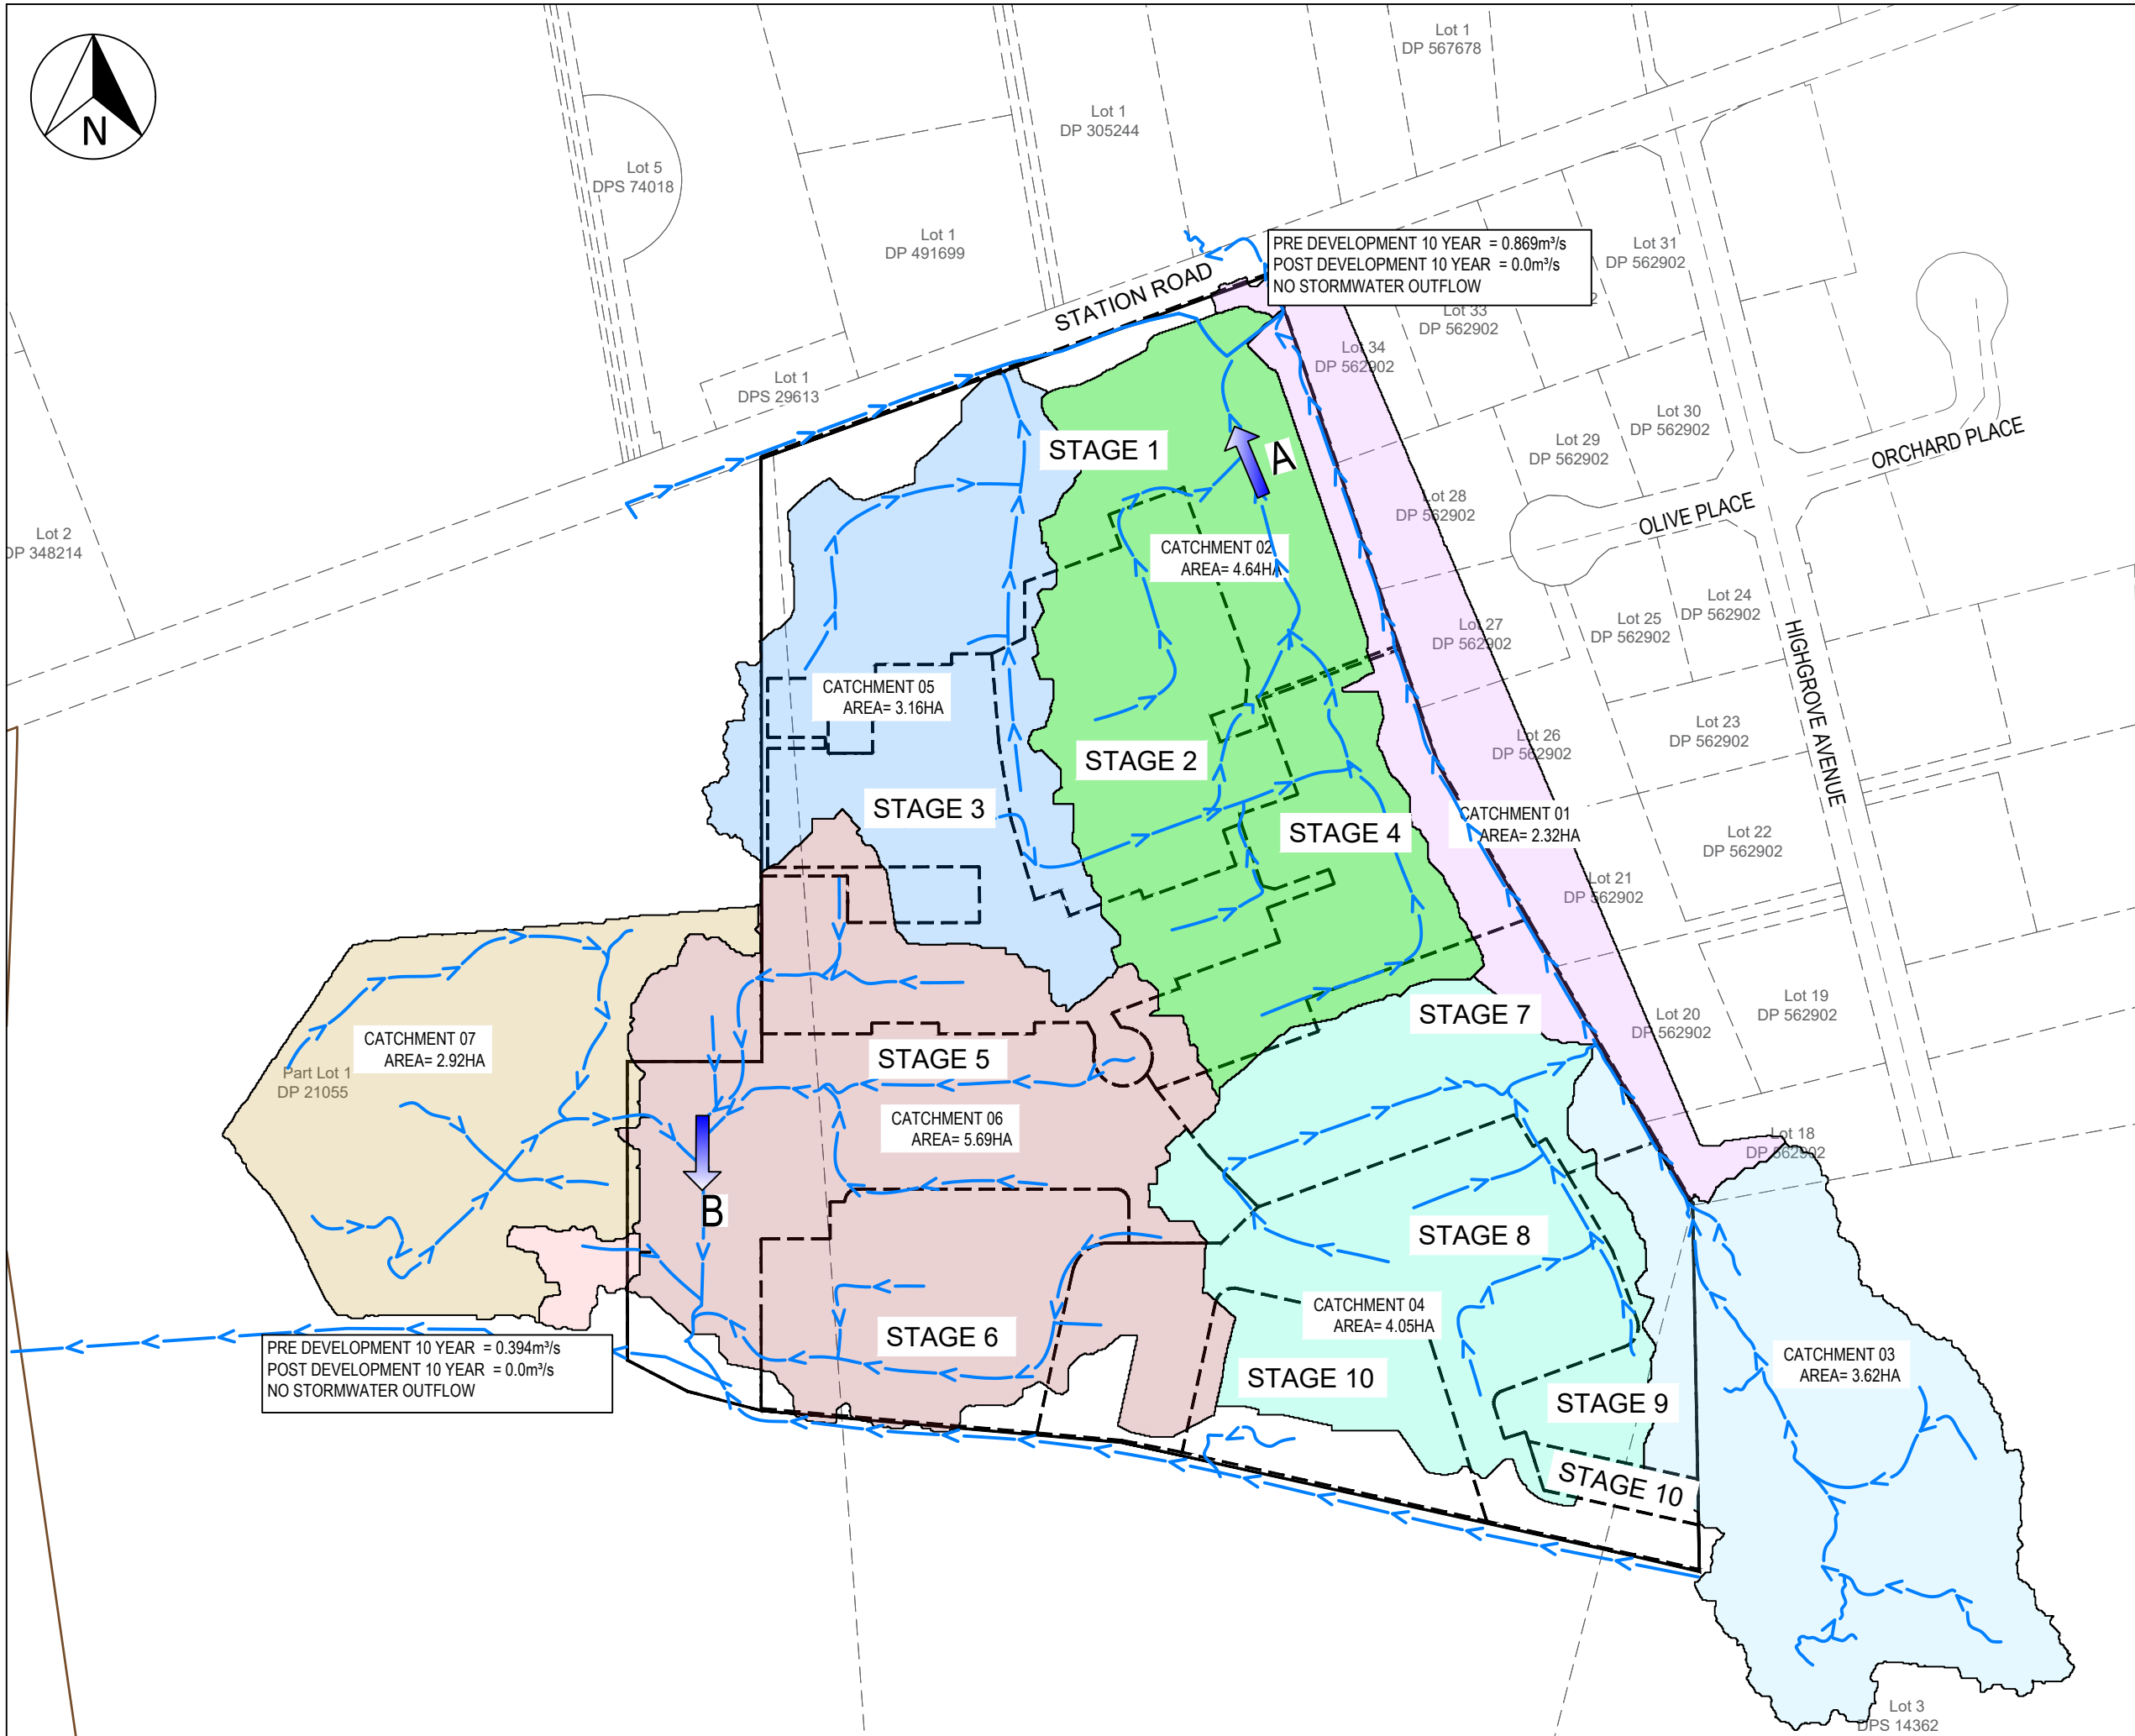 N
Lot 1
DP 567678
Lot 1
DP 305244
Lot 5
DPS 74018
Lot 1
DP 491699
Lot 31
DP 562902
PRE DEVELOPMENT 10 YEAR = 0.869m³/s
POST DEVELOPMENT 10 YEAR = 0.0m³/s
NO STORMWATER OUTFLOW
STATION ROAD
Lot 33
DP 562902
Lot 34
DP 562902
Lot 1
DPS 29613
Lot 30
DP 562902
Lot 29
DP 562902
ORCHARD PLACE
STAGE 1
A
Lot 28
DP 562902
OLIVE PLACE
Lot 2
DP 348214
CATCHMENT 02
AREA= 4.64HA
Lot 24
DP 562902
Lot 25
DP 562902
Lot 27
DP 562902
HIGHGROVE AVENUE
CATCHMENT 05
AREA= 3.16HA
Lot 23
DP 562902
Lot 26
DP 562902
STAGE 2
STAGE 3
CATCHMENT 01
AREA= 2.32HA
STAGE 4
Lot 22
DP 562902
Lot 21
DP 562902
Lot 19
DP 562902
Lot 20
DP 562902
STAGE 7
CATCHMENT 07
AREA= 2.92HA
Part Lot 1
DP 21055
STAGE 5
CATCHMENT 06
AREA= 5.69HA
Lot 18
DP 562902
B
STAGE 8
CATCHMENT 04
AREA= 4.05HA
STAGE 6
PRE DEVELOPMENT 10 YEAR = 0.394m³/s
POST DEVELOPMENT 10 YEAR = 0.0m³/s
NO STORMWATER OUTFLOW
CATCHMENT 03
AREA= 3.62HA
STAGE 10
STAGE 9
STAGE 10
Lot 3
DPS 14362